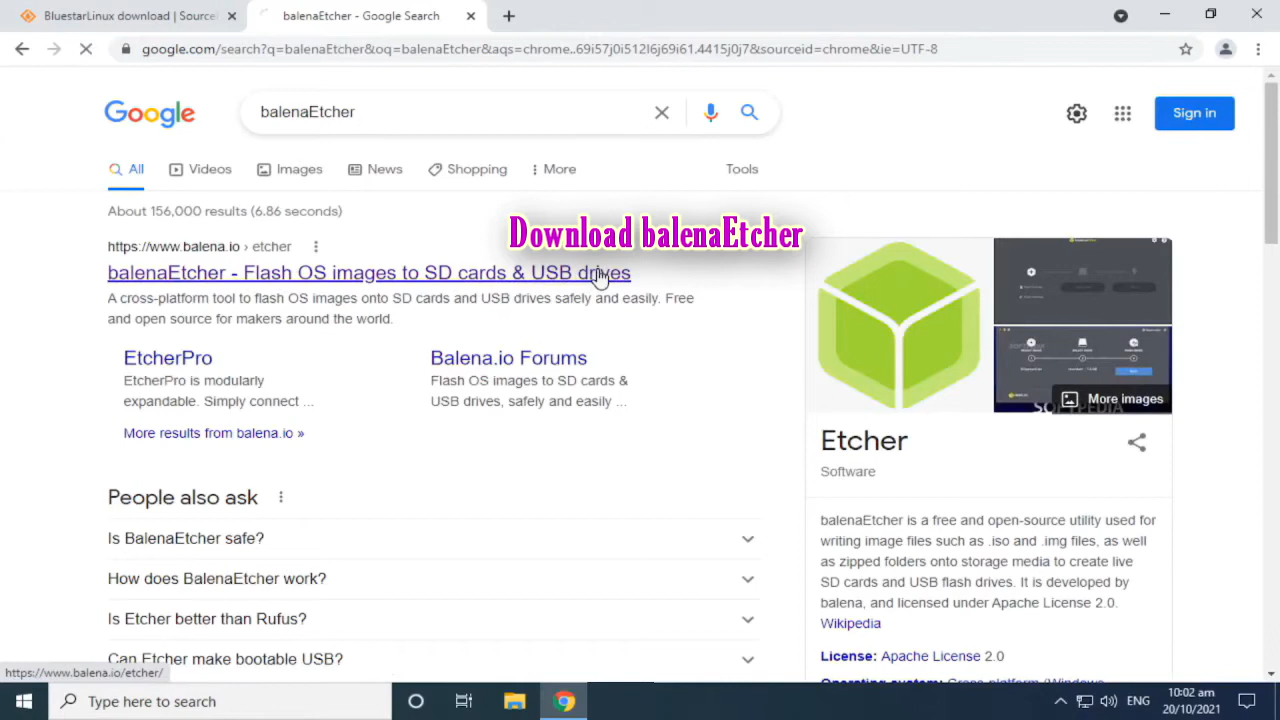 BluestarLinux download | Source
balenaEtcher - Google Search
google.com/search?q=balenaEtcher&oq=balenaEtcher&aqs=chrome..69i57j0i512l6j69i61.4415j0j7&sourceid=chrome&ie=UTF-8
Google
balenaEtcher
Sign in
All
Videos
Images
News
Shopping
More
Tools
About 156,000 results (6.86 seconds)
Download balenaEtcher
https://www.balena.io › etcher
balenaEtcher - Flash OS images to SD cards & USB drives
A cross-platform tool to flash OS images onto SD cards and USB drives safely and easily. Free
and open source for makers around the world.
EtcherPro
EtcherPro is modularly
expandable. Simply connect ...
Balena.io Forums
Flash OS images to SD cards &
USB drives, safely and easily ...
More results from balena.io »
People also ask
Is BalenaEtcher safe?
How does BalenaEtcher work?
Is Etcher better than Rufus?
Can Etcher make bootable USB?
More images
Etcher
Software
balenaEtcher is a free and open-source utility used for
writing image files such as .iso and .img files, as well
as zipped folders onto storage media to create live
SD cards and USB flash drives. It is developed by
balena, and licensed under Apache License 2.0.
Wikipedia
License: Apache License 2.0
Operating system: Cross-platform (Windows,
https://www.balena.io/etcher/
Type here to search
ENG
10:02 am
20/10/2021